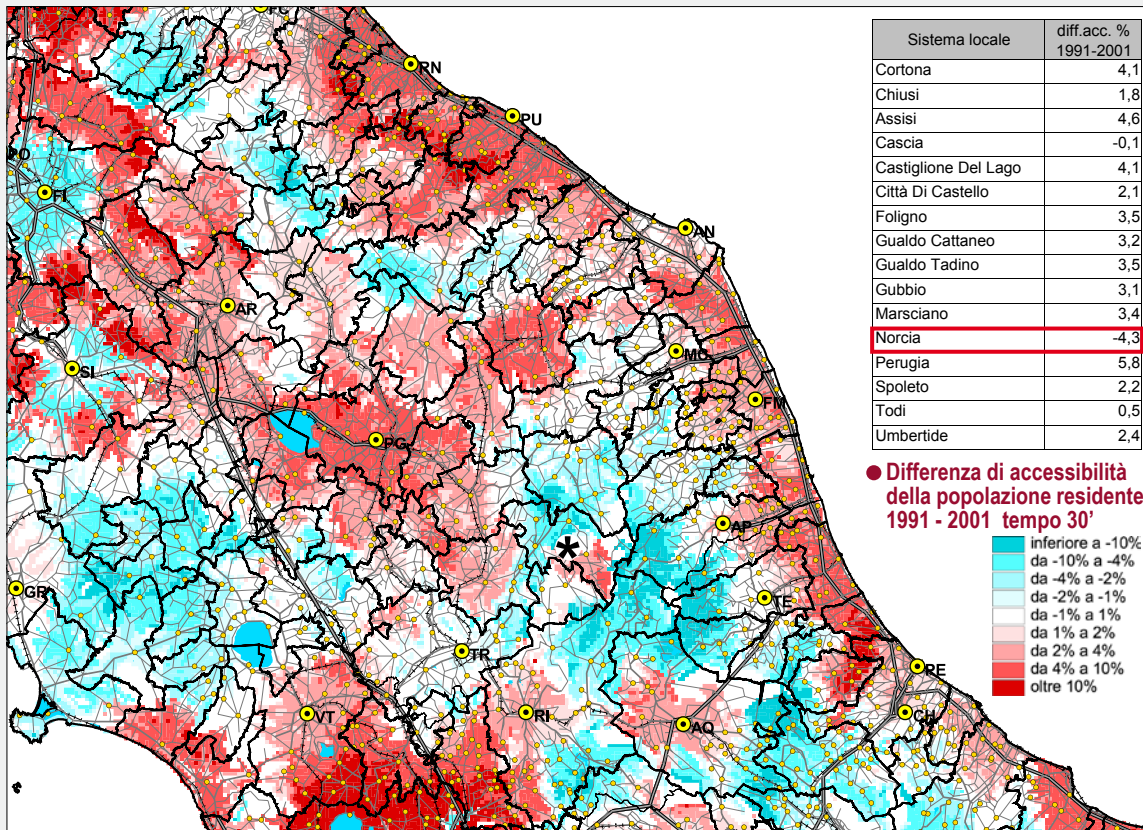 RN
PU
FI
AN
AR
MC
SI
FM
PG
AP
*
GR
TE
TR
PE
VT
RI
AQ
CH
Sistema locale diff.acc. % 1991-2001
Cortona 4,1
Chiusi 1,8
Assisi 4,6
Cascia -0,1
Castiglione Del Lago 4,1
Città Di Castello 2,1
Foligno 3,5
Gualdo Cattaneo 3,2
Gualdo Tadino 3,5
Gubbio 3,1
Marsciano 3,4
Norcia -4,3
Perugia 5,8
Spoleto 2,2
Todi 0,5
Umbertide 2,4
Differenza di accessibilità
della popolazione residente
1991 - 2001 tempo 30'
inferiore a -10%
da -10% a -4%
da -4% a -2%
da -2% a -1%
da -1% a 1%
da 1% a 2%
da 2% a 4%
da 4% a 10%
oltre 10%